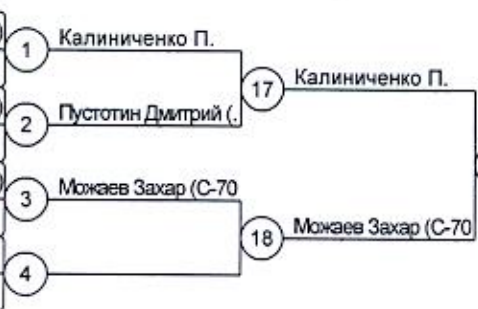 1
Калиниченко П.
17
Калиниченко П.
2
Пустотин Дмитрий (.
3
Можаев Захар (С-70
18
Можаев Захар (С-70
4